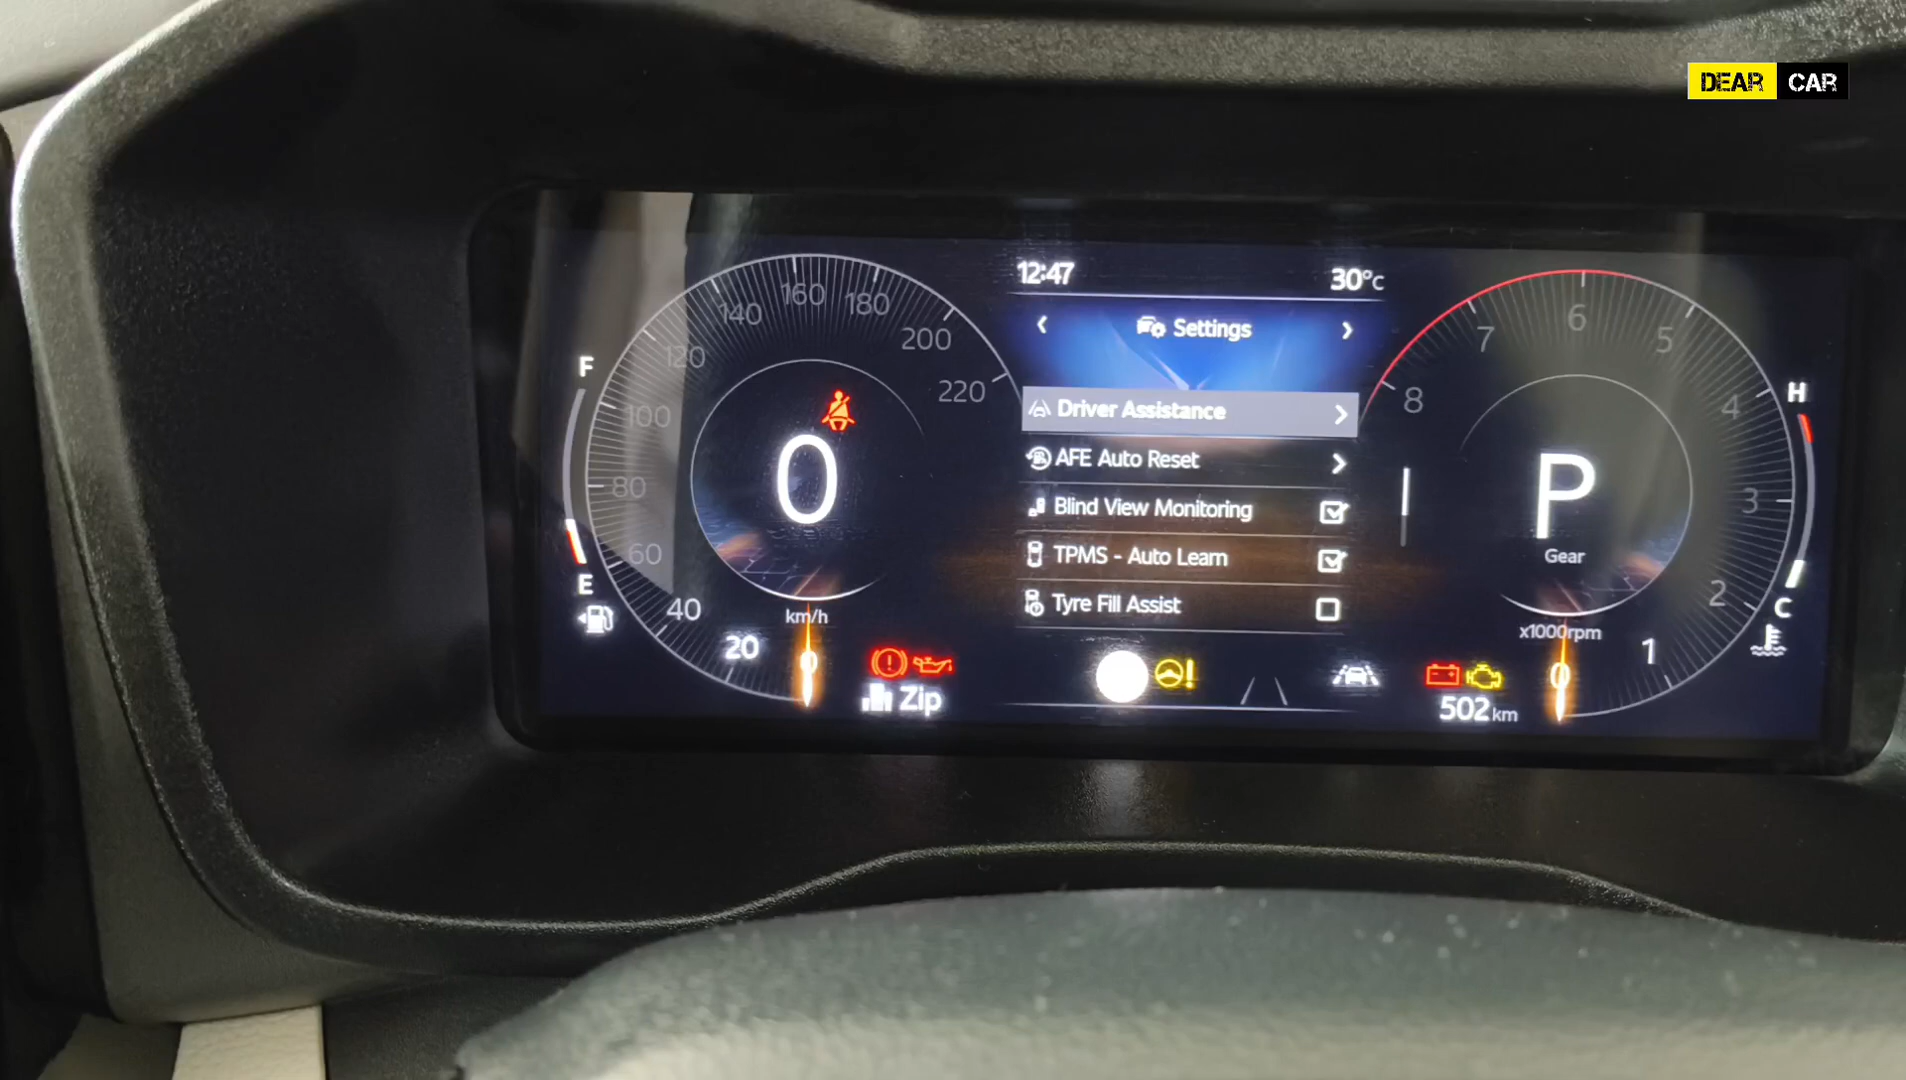 DEAR CAR
12:47 30°C
Settings
Driver Assistance
AFE Auto Reset
Blind View Monitoring
TPMS - Auto Learn
Tyre Fill Assist
F
E
0
km/h
0
20
40
60
80
100
120
140
160
180
200
220
Zip
P
Gear
x1000rpm
8
7
6
5
4
3
2
1
0
H
C
502 km